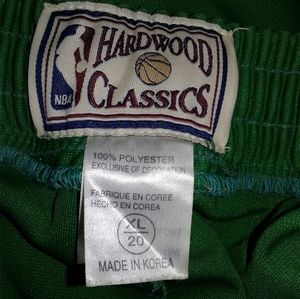 HARDWOOD
CLASSICS
NBA
100% POLYESTER
EXCLUSIVE OF DECORATION
FABRIQUE EN COREE
HECHO EN COREA
XL
20
MADE IN KOREA